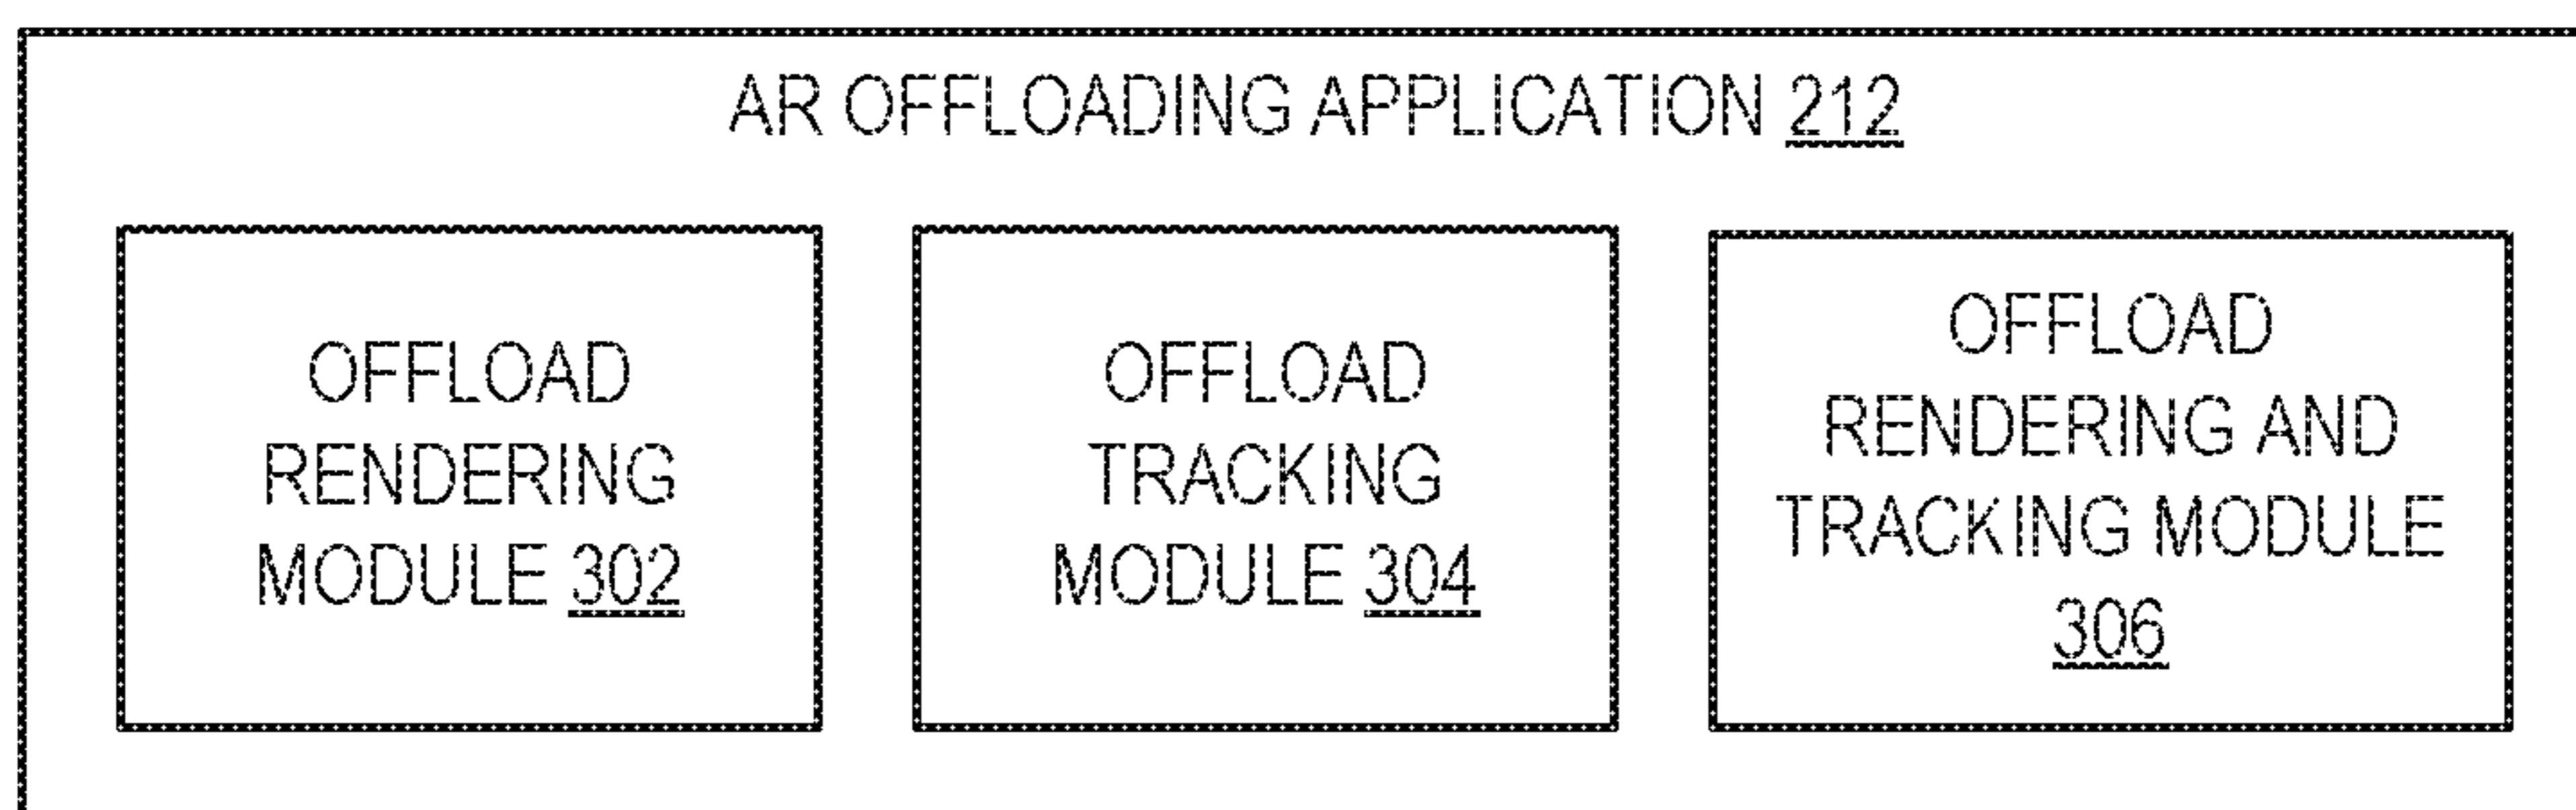 AR OFFLOADING APPLICATION 212
OFFLOAD
RENDERING
MODULE 302
OFFLOAD
TRACKING
MODULE 304
OFFLOAD
RENDERING AND
TRACKING MODULE
306